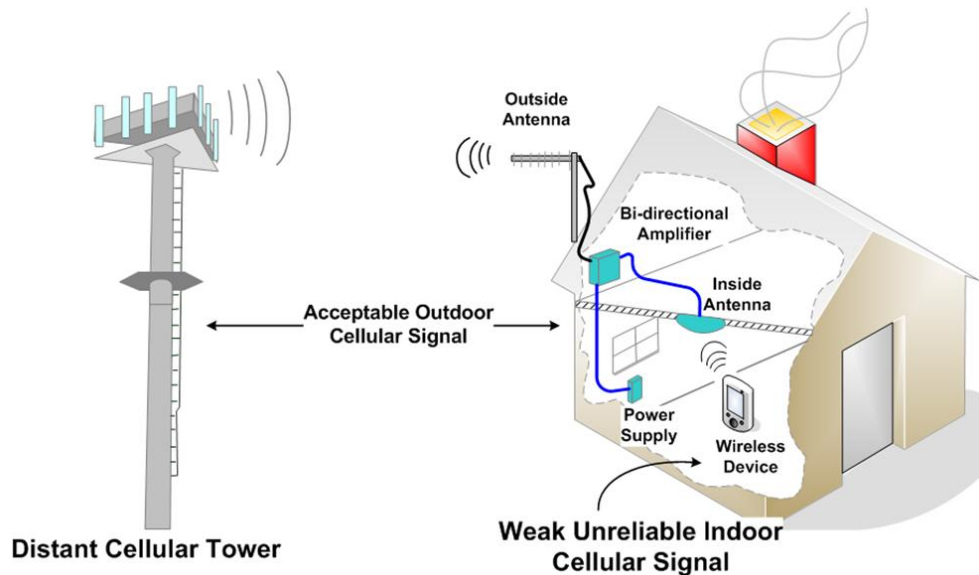 Outside
Antenna
Bi-directional
Amplifier
Inside
Antenna
Acceptable Outdoor
Cellular Signal
Power
Supply
Wireless
Device
Distant Cellular Tower
Weak Unreliable Indoor
Cellular Signal